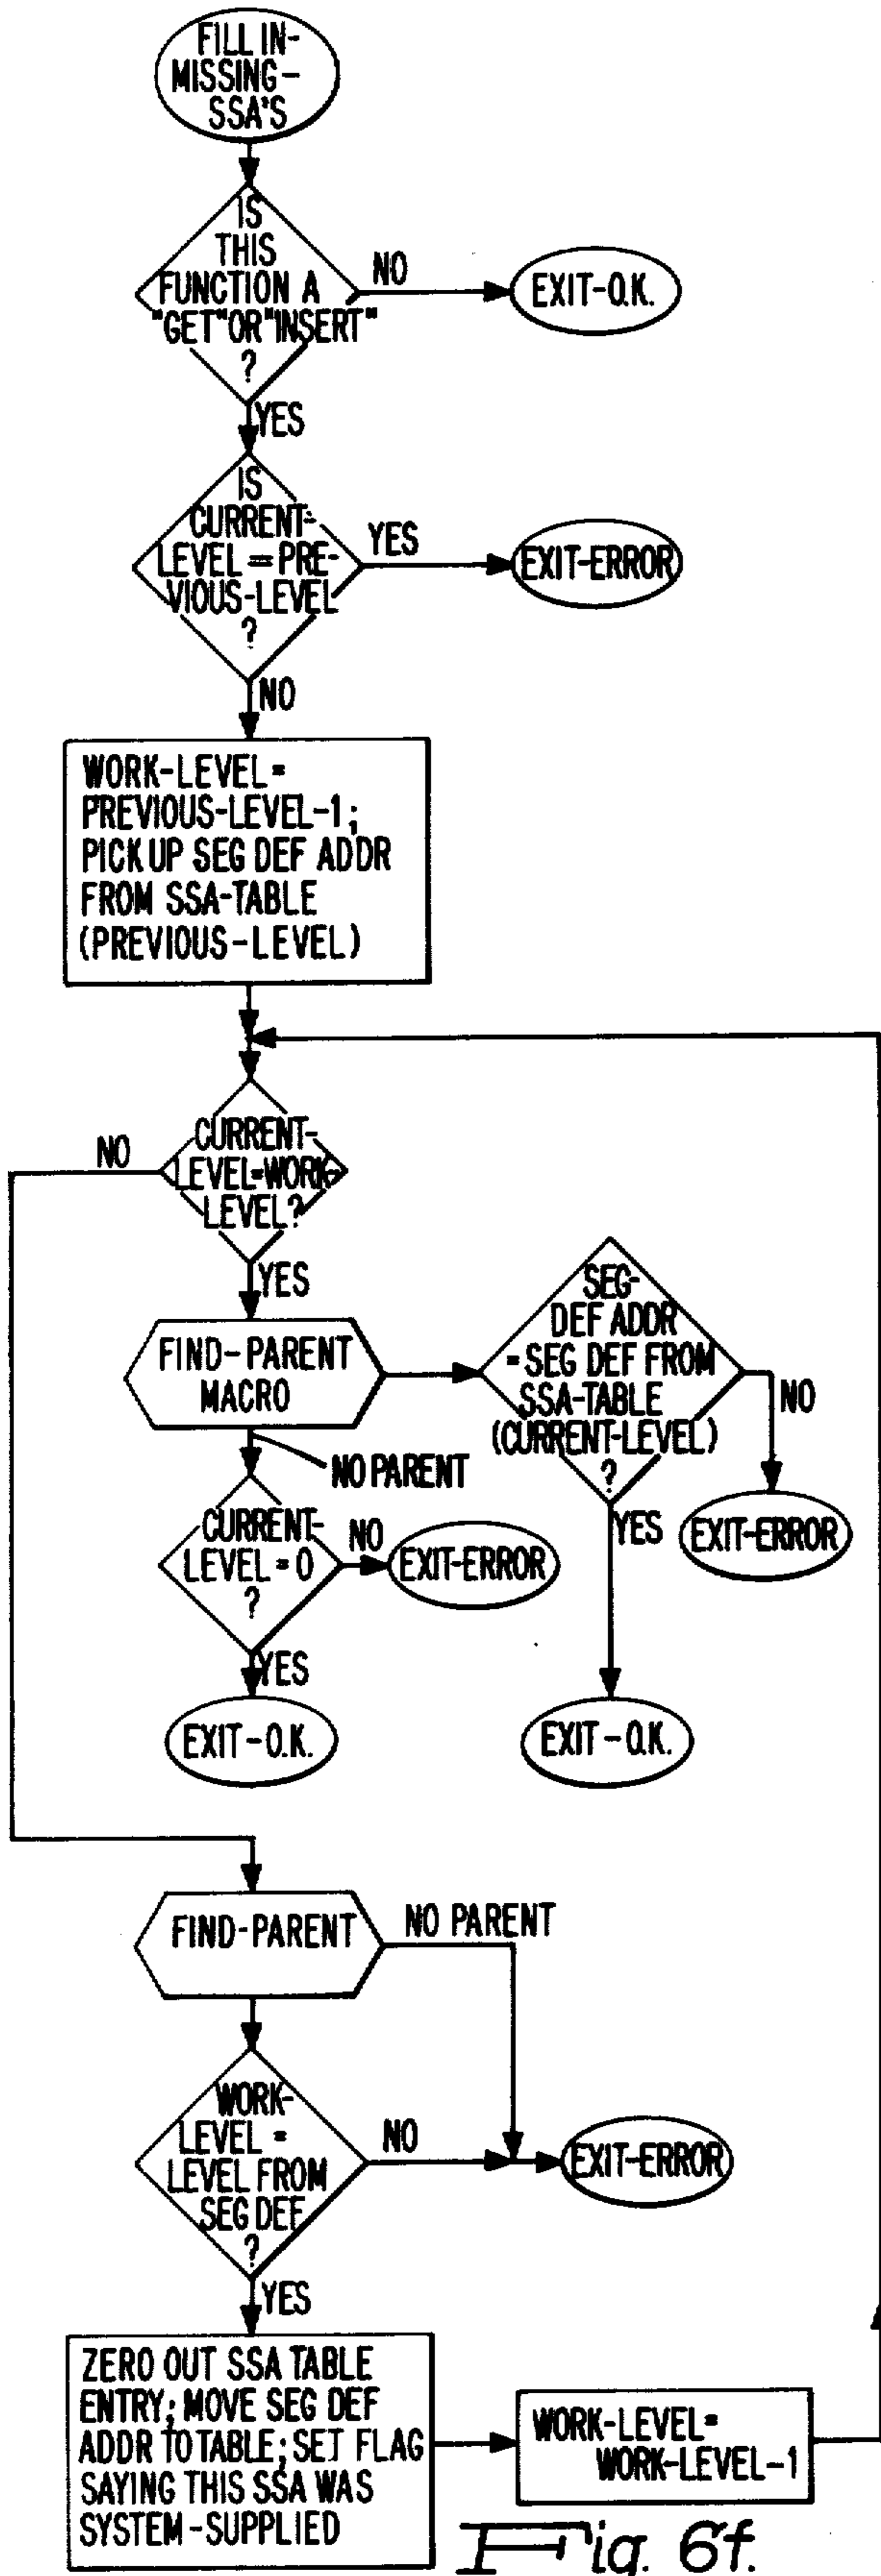 FILL IN-
MISSING-
SSA'S
IS
THIS
FUNCTION A
"GET" OR "INSERT"
?
NO
EXIT-O.K.
YES
IS
CURRENT-
LEVEL=PRE-
VIOUS-LEVEL
?
YES
EXIT-ERROR
NO
WORK-LEVEL=
PREVIOUS-LEVEL-1;
PICK UP SEG DEF ADDR
FROM SSA-TABLE
(PREVIOUS-LEVEL)
NO
CURRENT-
LEVEL=WORK-
LEVEL?
YES
FIND-PARENT
MACRO
SEG-
DEF ADDR
=SEG DEF FROM
SSA-TABLE
(CURRENT-LEVEL)
?
NO
EXIT-ERROR
YES
EXIT-O.K.
NO PARENT
CURRENT-
LEVEL=0
?
NO
EXIT-ERROR
YES
EXIT-O.K.
FIND-PARENT
NO PARENT
WORK-
LEVEL=
LEVEL FROM
SEG DEF
?
NO
EXIT-ERROR
YES
ZERO OUT SSA TABLE
ENTRY; MOVE SEG DEF
ADDR TO TABLE; SET FLAG
SAYING THIS SSA WAS
SYSTEM-SUPPLIED
WORK-LEVEL=
WORK-LEVEL-1
Fig. 6f.